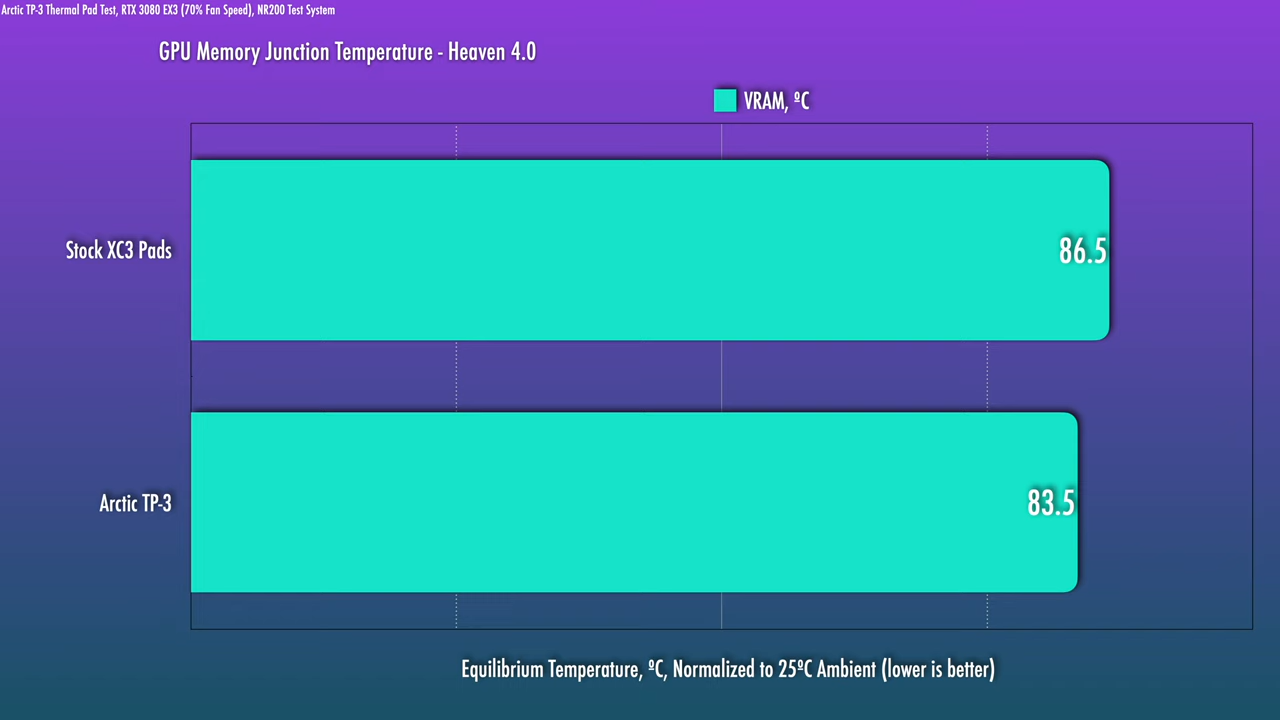 Arctic TP-3 Thermal Pad Test, RTX 3080 EX3 (70% Fan Speed), NR200 Test System
GPU Memory Junction Temperature - Heaven 4.0
VRAM, ºC
Stock XC3 Pads
86.5
Arctic TP-3
83.5
Equilibrium Temperature, ºC, Normalized to 25ºC Ambient (lower is better)